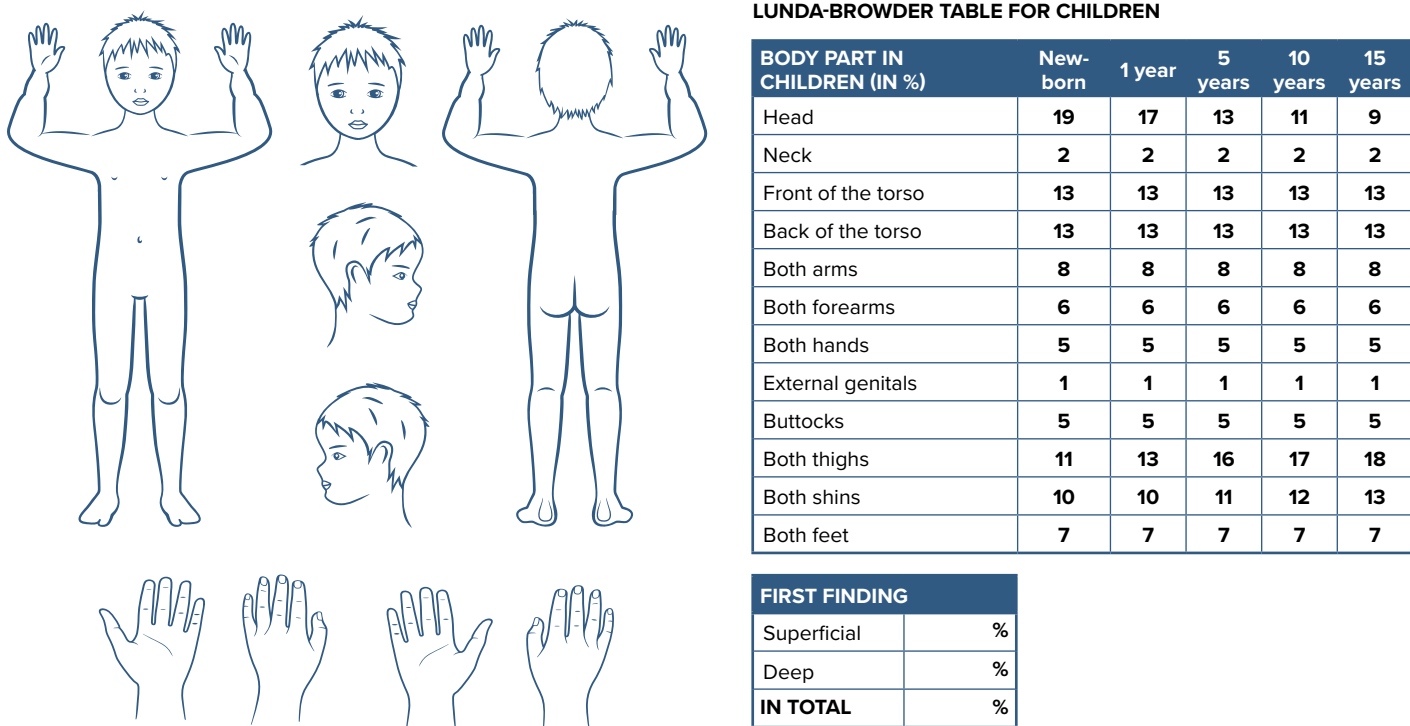 LUNDA-BROWDER TABLE FOR CHILDREN
BODY PART IN CHILDREN (IN %) New-born 1 year 5 years 10 years 15 years
Head 19 17 13 11 9
Neck 2 2 2 2 2
Front of the torso 13 13 13 13 13
Back of the torso 13 13 13 13 13
Both arms 8 8 8 8 8
Both forearms 6 6 6 6 6
Both hands 5 5 5 5 5
External genitals 1 1 1 1 1
Buttocks 5 5 5 5 5
Both thighs 11 13 16 17 18
Both shins 10 10 11 12 13
Both feet 7 7 7 7 7
FIRST FINDING
Superficial %
Deep %
IN TOTAL %